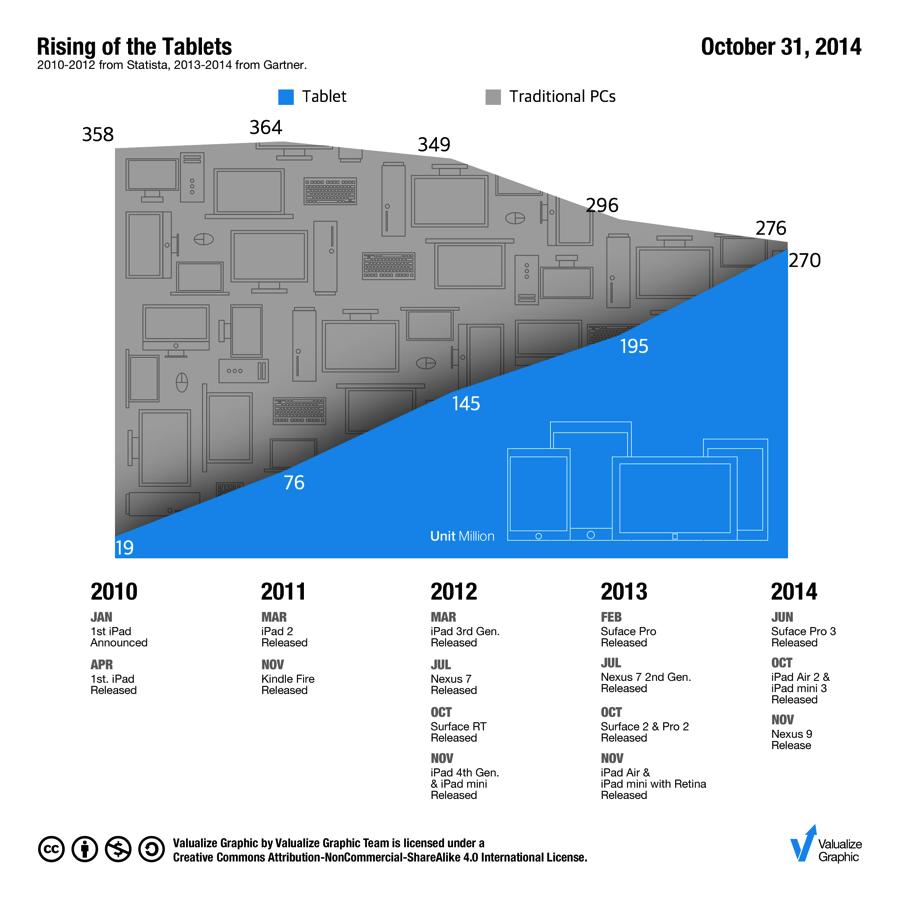 Rising of the Tablets
October 31, 2014
2010-2012 from Statista, 2013-2014 from Gartner.
Tablet
Traditional PCs
358
364
349
296
276
270
195
145
76
19
Unit Million
2010
JAN
1st iPad
Announced
APR
1st. iPad
Released
2011
MAR
iPad 2
Released
NOV
Kindle Fire
Released
2012
MAR
iPad 3rd Gen.
Released
JUL
Nexus 7
Released
OCT
Surface RT
Released
NOV
iPad 4th Gen.
& iPad mini
Released
2013
FEB
Suface Pro
Released
JUL
Nexus 7 2nd Gen.
Released
OCT
Surface 2 & Pro 2
Released
NOV
iPad Air &
iPad mini with Retina
Released
2014
JUN
Suface Pro 3
Released
OCT
iPad Air 2 &
iPad mini 3
Released
NOV
Nexus 9
Release
cc
Valualize Graphic by Valualize Graphic Team is licensed under a
Creative Commons Attribution-NonCommercial-ShareAlike 4.0 International License.
Valualize
Graphic